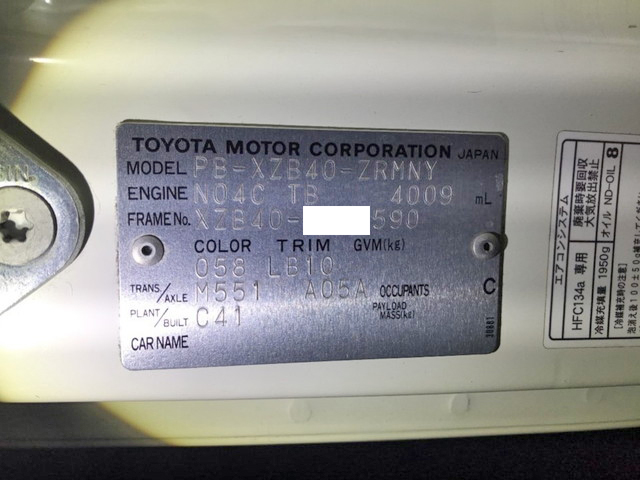 TOYOTA MOTOR CORPORATION JAPAN
MODEL PB-XZB40-ZRMNY
ENGINE N04C TB 4009 mL
FRAME No. XZB40- 590
COLOR TRIM GVM(kg)
058 LB10
TRANS/AXLE M551 A05A OCCUPANTS C
PLANT/BUILT C41 PAYLOAD MASS(kg)
CAR NAME
エアコンシステム
HFC134a 専用
廃棄時要回収
大気放出禁止
冷媒充填量 1950g
オイル ND-OIL 8